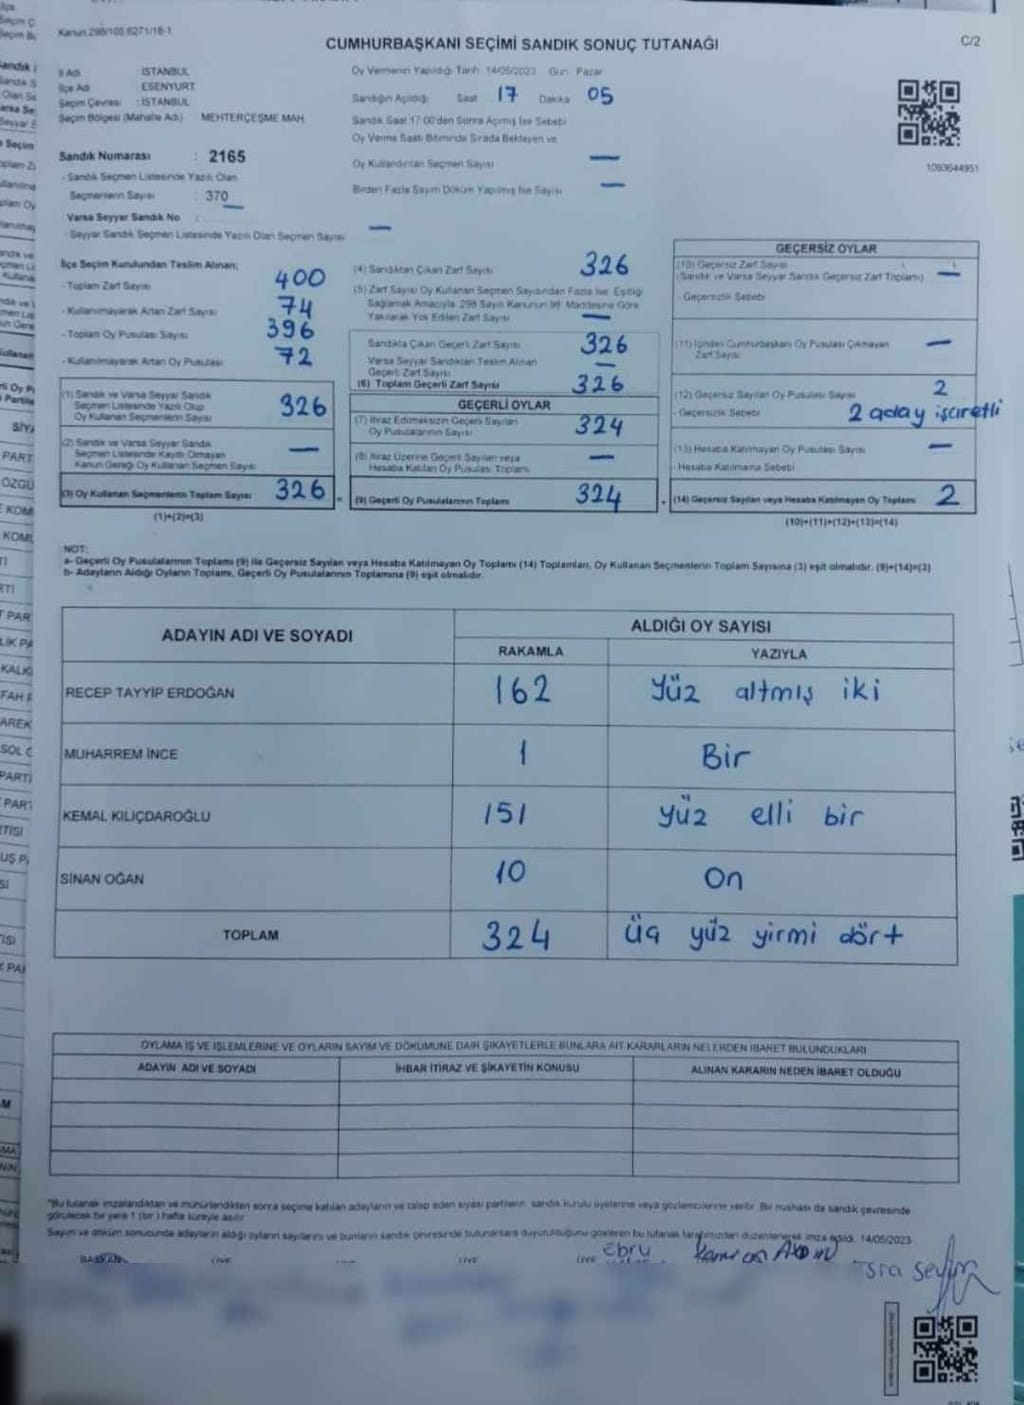 Kanun 298/105.6271/18-1
C/2
CUMHURBAŞKANI SEÇİMİ SANDIK SONUÇ TUTANAĞI
İl Adı İSTANBUL
İlçe Adı ESENYURT
Seçim Çevresi : İSTANBUL
Seçim Bölgesi (Mahalle Adı) MEHTERÇEŞME MAH.
Sandık Numarası : 2165
- Sandık Seçmen Listesinde Yazılı Olan
Seçmenlerin Sayısı : 370
Varsa Seyyar Sandık No :
- Seyyar Sandık Seçmen Listesinde Yazılı Olan Seçmen Sayısı —
Oy Vermenin Yapıldığı Tarih 14/05/2023 Gün Pazar
Sandığın Açıldığı Saat 17 Dakika 05
Sandık Saat 17:00'den Sonra Açılmış İse Sebebi
Oy Verme Saati Bitiminde Sırada Bekleyen ve
Oy Kullandırılan Seçmen Sayısı —
Birden Fazla Sayım Döküm Yapılmış İse Sayısı —
1093644951
İlçe Seçim Kurulundan Teslim Alınan;
- Toplam Zarf Sayısı 400
- Kullanılmayarak Artan Zarf Sayısı 74
- Toplam Oy Pusulası Sayısı 396
- Kullanılmayarak Artan Oy Pusulası 72
(1) Sandık ve Varsa Seyyar Sandık
Seçmen Listesinde Yazılı Olup
Oy Kullanan Seçmenlerin Sayısı 326
(2) Sandık ve Varsa Seyyar Sandık
Seçmen Listesinde Kayıtlı Olmayan
Kanun Gereği Oy Kullanan Seçmen Sayısı —
(3) Oy Kullanan Seçmenlerin Toplam Sayısı 326
(1)+(2)=(3)
(4) Sandıktan Çıkan Zarf Sayısı 326
(5) Zarf Sayısı Oy Kullanan Seçmen Sayısından Fazla İse, Eşitliği
Sağlamak Amacıyla, 298 Sayılı Kanunun 98. Maddesine Göre
Yakılarak Yok Edilen Zarf Sayısı —
Sandıkta Çıkan Geçerli Zarf Sayısı 326
Varsa Seyyar Sandıktan Teslim Alınan
Geçerli Zarf Sayısı —
(6) Toplam Geçerli Zarf Sayısı 326
GEÇERLİ OYLAR
(7) İtiraz Edilmeksizin Geçerli Sayılan
Oy Pusulalarının Sayısı 324
(8) İtiraz Üzerine Geçerli Sayılan veya
Hesaba Katılan Oy Pusulası Toplamı —
(9) Geçerli Oy Pusulalarının Toplamı 324
GEÇERSİZ OYLAR
(10) Geçersiz Zarf Sayısı
(Sandık ve Varsa Seyyar Sandık Geçersiz Zarf Toplamı) —
- Geçersizlik Sebebi
(11) İçinden Cumhurbaşkanı Oy Pusulası Çıkmayan
Zarf Sayısı —
(12) Geçersiz Sayılan Oy Pusulası Sayısı 2
- Geçersizlik Sebebi 2 aday işaretli
(13) Hesaba Katılmayan Oy Pusulası Sayısı —
- Hesaba Katılmama Sebebi
(14) Geçersiz Sayılan veya Hesaba Katılmayan Oy Toplamı 2
(10)+(11)+(12)+(13)=(14)
NOT:
a- Geçerli Oy Pusulalarının Toplamı (9) ile Geçersiz Sayılan veya Hesaba Katılmayan Oy Toplamı (14) Toplamları, Oy Kullanan Seçmenlerin Toplam Sayısına (3) eşit olmalıdır. (9)+(14)=(3)
b- Adayların Aldığı Oyların Toplamı, Geçerli Oy Pusulalarının Toplamına (9) eşit olmalıdır.
ADAYIN ADI VE SOYADI ALDIĞI OY SAYISI
RAKAMLA YAZIYLA
RECEP TAYYİP ERDOĞAN 162 Yüz altmış iki
MUHARREM İNCE 1 Bir
KEMAL KILIÇDAROĞLU 151 yüz elli bir
SİNAN OĞAN 10 On
TOPLAM 324 üç yüz yirmi dört
OYLAMA İŞ VE İŞLEMLERİNE VE OYLARIN SAYIM VE DÖKÜMÜNE DAİR ŞİKAYETLERLE BUNLARA AİT KARARLARIN NELERDEN İBARET BULUNDUKLARI
ADAYIN ADI VE SOYADI İHBAR İTİRAZ VE ŞİKAYETİN KONUSU ALINAN KARARIN NEDEN İBARET OLDUĞU
"Bu tutanak imzalandıktan ve mühürlendikten sonra seçime katılan adayların ve talep eden siyasi partilerin sandık kurulu üyelerine veya gözlemcilerine verilir. Bir nüshası da sandık çevresinde
görülecek bir yere 1 (bir) hafta süreyle asılır.
Sayım ve döküm sonucunda adayların aldığı oyların sayılarını ve bunların sandık çevresinde bulunanlara duyurulduğunu gösteren bu tutanak tarafımızdan düzenlenerek imza edildi. 14/05/2023
BAŞKAN ÜYE ÜYE ÜYE ÜYE Ebru